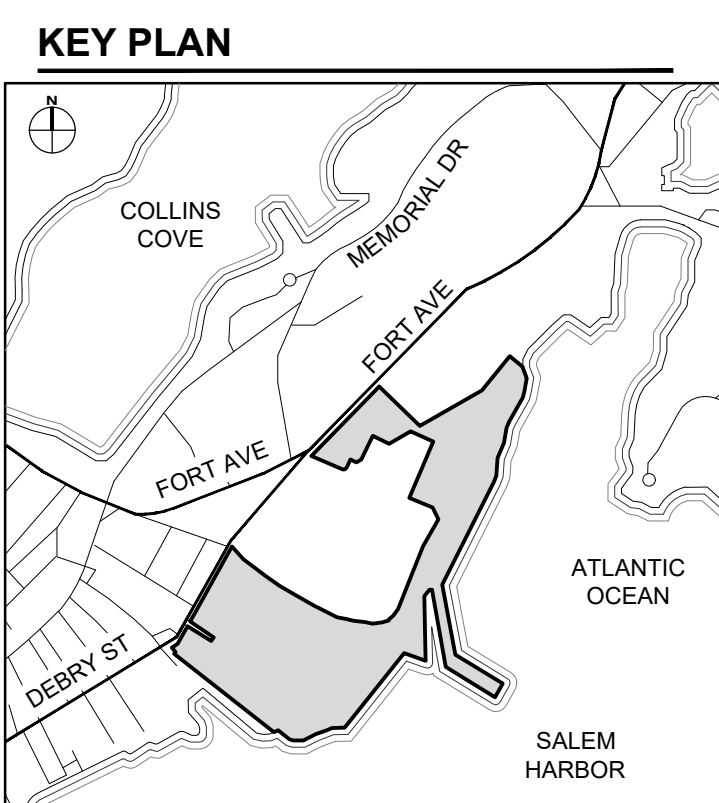 KEY PLAN
N
COLLINS
COVE
MEMORIAL DR
FORT AVE
FORT AVE
ATLANTIC
OCEAN
DEBRY ST
SALEM
HARBOR